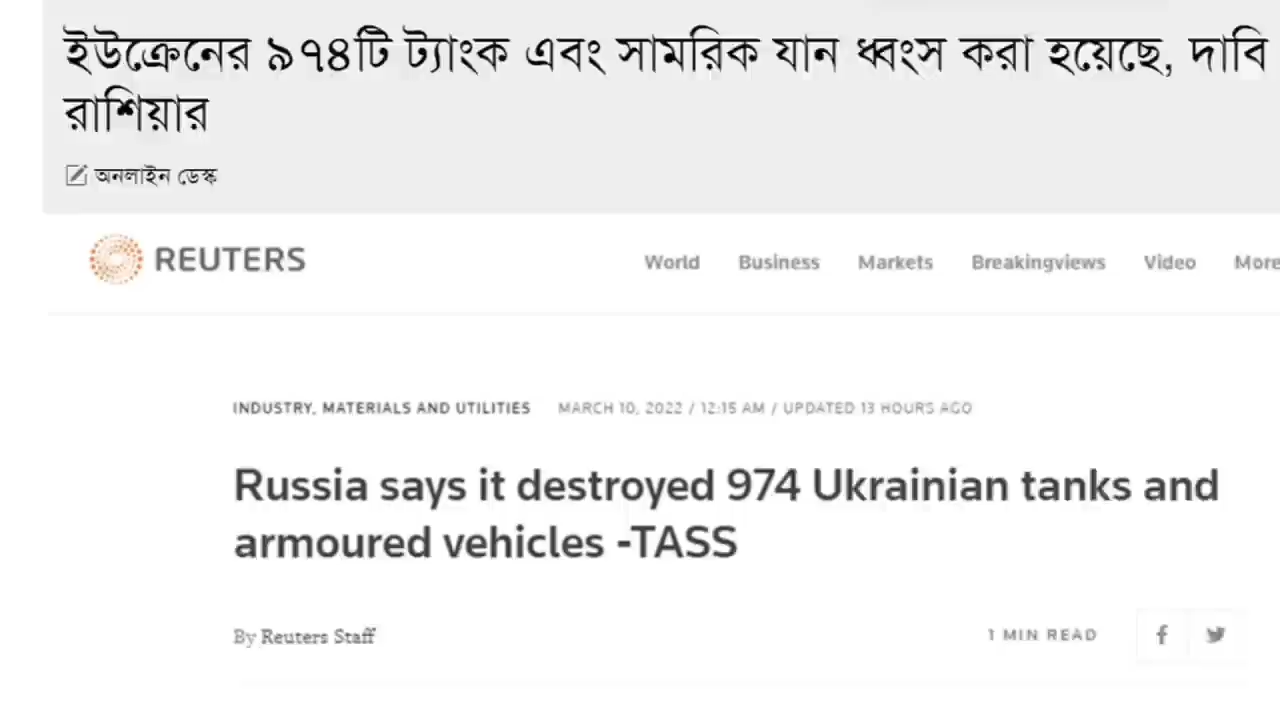 ইউক্রেনের ৯৭৪টি ট্যাংক এবং সামরিক যান ধ্বংস করা হয়েছে, দাবি
রাশিয়ার
অনলাইন ডেস্ক
REUTERS World Business Markets Breakingviews Video More
INDUSTRY, MATERIALS AND UTILITIES MARCH 10, 2022 / 12:15 AM / UPDATED 13 HOURS AGO
Russia says it destroyed 974 Ukrainian tanks and
armoured vehicles -TASS
By Reuters Staff 1 MIN READ